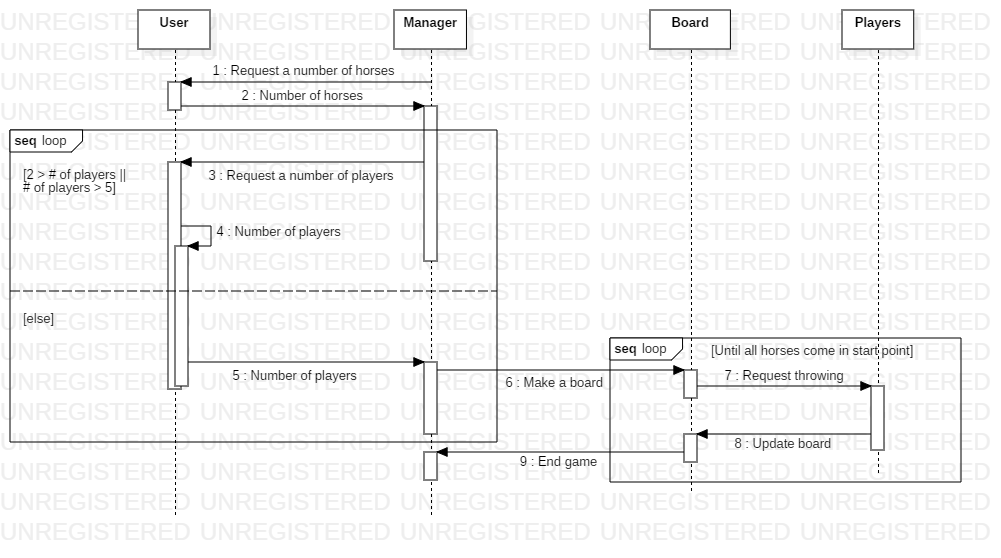 User
Manager
Board
Players
1 : Request a number of horses
2 : Number of horses
seq loop
[2 > # of players ||
# of players > 5]
3 : Request a number of players
4 : Number of players
[else]
seq loop
[Until all horses come in start point]
5 : Number of players
6 : Make a board
7 : Request throwing
8 : Update board
9 : End game
UNREGISTERED